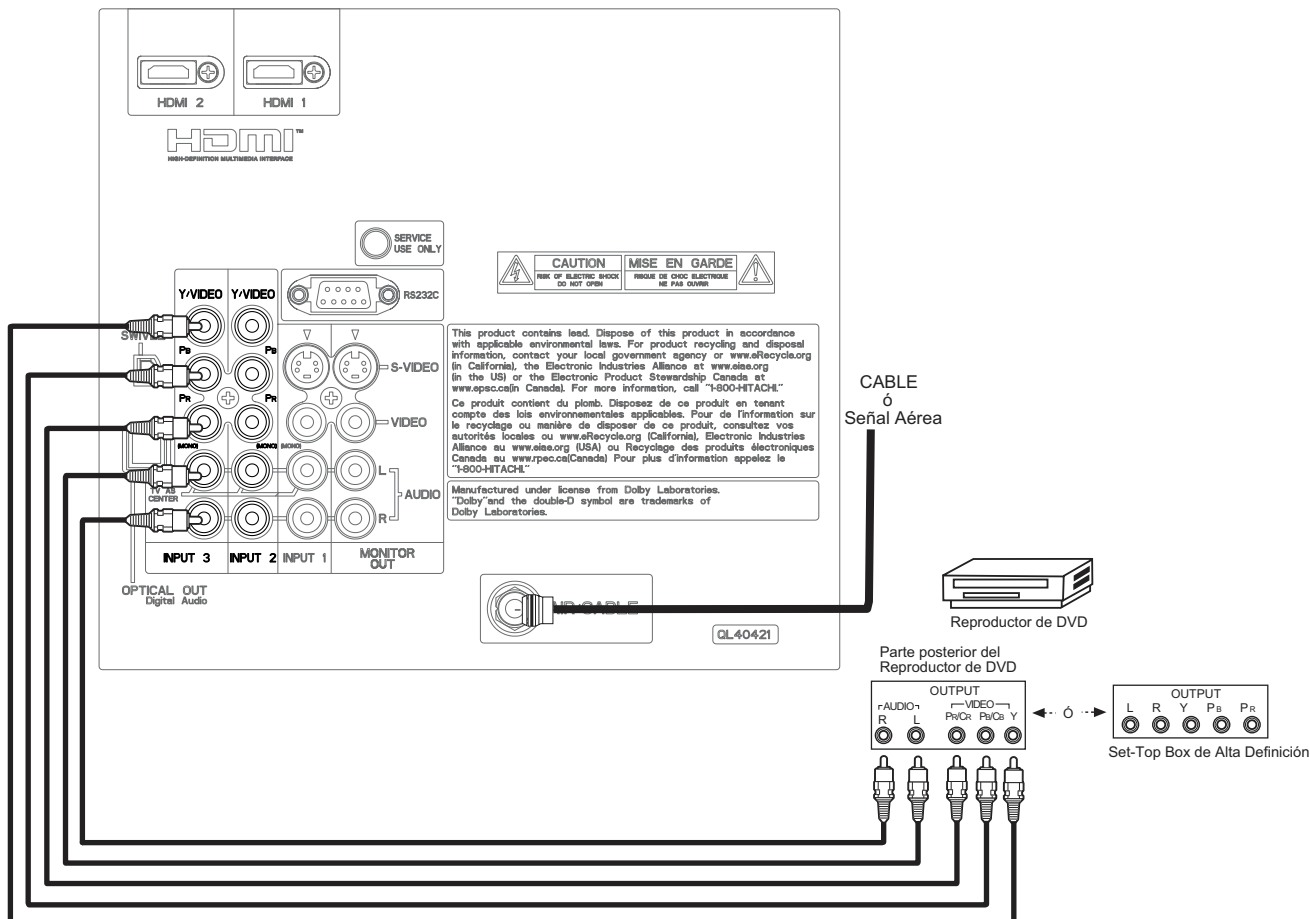 HDMI 2
HDMI 1
HDMI™
HIGH-DEFINITION MULTIMEDIA INTERFACE
SERVICE
USE ONLY
CAUTION
RISK OF ELECTRIC SHOCK
DO NOT OPEN
MISE EN GARDE
RISQUE DE CHOC ELECTRIQUE
NE PAS OUVRIR
Y/VIDEO
Y/VIDEO
RS232C
PB
PB
S-VIDEO
PR
PR
VIDEO
(MONO)
(MONO)
(MONO)
TV AS
CENTER
L
AUDIO
R
INPUT 3
INPUT 2
INPUT 1
MONITOR
OUT
OPTICAL OUT
Digital Audio
This product contains lead. Dispose of this product in accordance
with applicable environmental laws. For product recycling and disposal
information, contact your local government agency or www.eRecycle.org
(in California), the Electronic Industries Alliance at www.eiae.org
(in the US) or the Electronic Product Stewardship Canada at
www.epsc.ca(in Canada). For more information, call "1-800-HITACHI."
Ce produit contient du plomb. Disposez de ce produit en tenant
compte des lois environnementales applicables. Pour de l'information sur
le recyclage ou manière de disposer de ce produit, consultez vos
autorités locales ou www.eRecycle.org (California), Electronic Industries
Alliance au www.eiae.org (USA) ou Recyclage des produits électroniques
Canada au www.rpec.ca(Canada) Pour plus d'information appelez le
"1-800-HITACHI."
Manufactured under license from Dolby Laboratories.
"Dolby"and the double-D symbol are trademarks of
Dolby Laboratories.
QL40421
CABLE
ó
Señal Aérea
Reproductor de DVD
Parte posterior del
Reproductor de DVD
OUTPUT
AUDIO
VIDEO
R L PR/CR PB/CB Y
Ó
OUTPUT
L R Y PB PR
Set-Top Box de Alta Definición